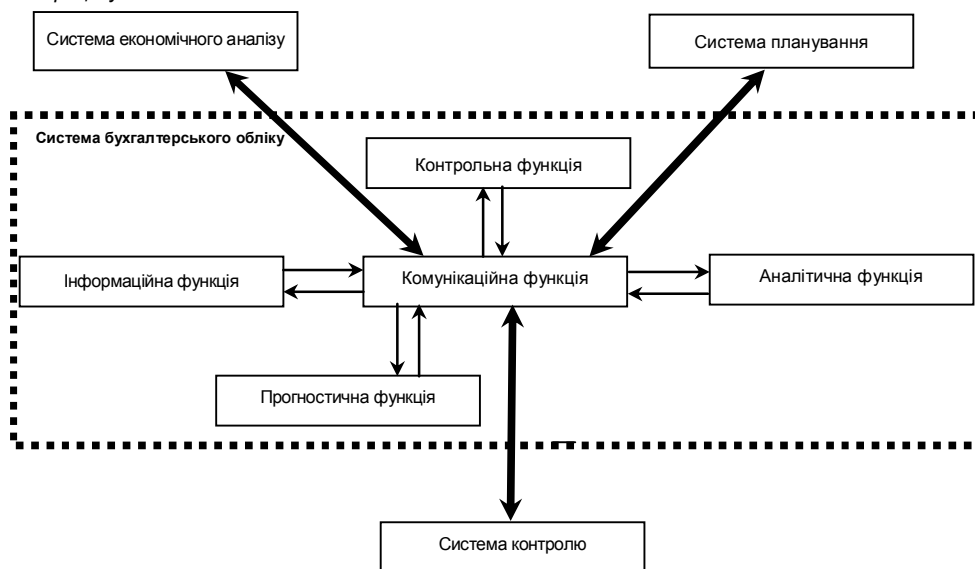 Система економічного аналізу
Система планування
Система бухгалтерського обліку
Контрольна функція
Інформаційна функція
Комунікаційна функція
Аналітична функція
Прогностична функція
Система контролю